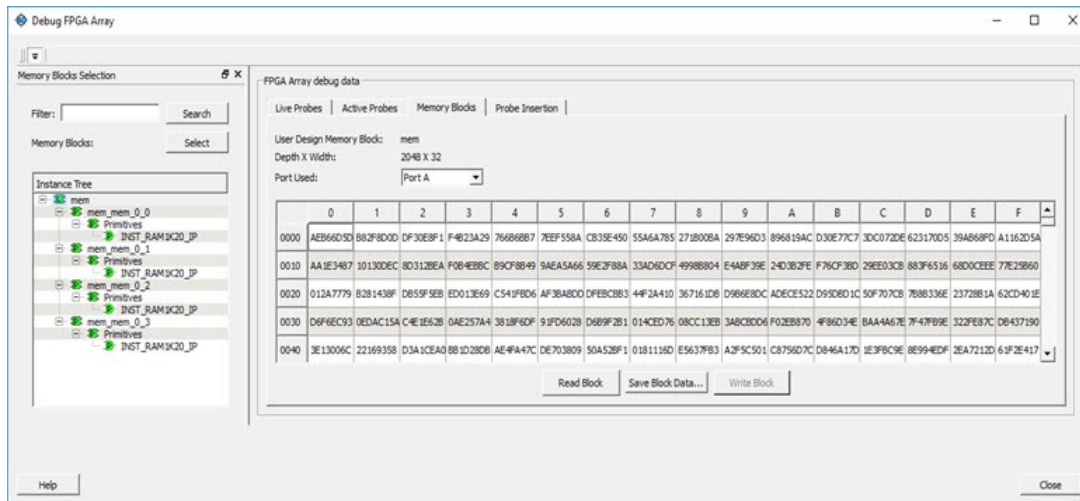 Debug FPGA Array
Memory Blocks Selection
Filter: Search
Memory Blocks: Select
Instance Tree
mem
mem_mem_0_0
Primitives
INST_RAM1K20_IP
mem_mem_0_1
Primitives
INST_RAM1K20_IP
mem_mem_0_2
Primitives
INST_RAM1K20_IP
mem_mem_0_3
Primitives
INST_RAM1K20_IP
FPGA Array debug data
Live Probes Active Probes Memory Blocks Probe Insertion
User Design Memory Block: mem
Depth X Width: 2048 X 32
Port Used: Port A
0 1 2 3 4 5 6 7 8 9 A B C D E F
0000 AEB66D5D B82F8D0D DF30E8F1 F4B23A29 766B6BB7 7EEF558A CB35E450 55A6A785 271B00BA 297E96D3 896819AC D30E77C7 3DC072DE 623170D5 39AB68FD A1162D5A
0010 AA1E3487 10130DEC 8D312BEA F0B4EBBC B9CF8B49 9AEA5A66 59E2F88A 33AD6DCF 4998B804 E4ABF39E 24D3B2FE F76CF3BD 29EE03CB 883F6516 68D0CEEE 77E25B60
0020 012A7779 B281438F DB55F5EB ED013E69 C541FBD6 AF3BABDD DFEBCBB3 44F2A410 367161DB D9B6E8DC ADECE522 D95DBD1C 50F707CB 7B8B336E 23728B1A 62CD401E
0030 D6F6EC93 0EDAC15A C4E1E62B 0AE257A4 3818F6DF 91FD6028 D6B9F2B1 014CED76 08CC13EB 3ABCBDD6 F02EB870 4F86D34E BAA4A67E 7F47FB9E 322FE87C DB437190
0040 3E13006C 22169358 D3A1CEA0 BB1D28DB AE4FA47C DE703809 50A52BF1 0181116D E5637FB3 A2F5C501 C8756D7C D846A17D 1E3FBC9E 8E994EDF 2EA7212D 61F2E417
Read Block Save Block Data... Write Block
Help Close